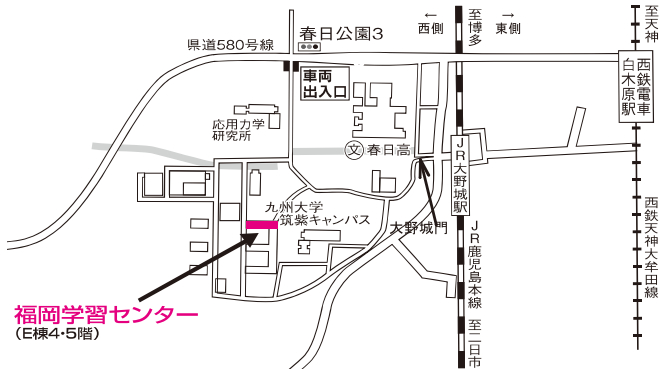 春日公園3
県道580号線
←
西側
至博多
→
東側
至天神
車両
出入口
西鉄電車
白木原駅
応用力学
研究所
文
春日高
JR大野城駅
九州大学
筑紫キャンパス
大野城門
JR鹿児島本線
西鉄天神大牟田線
福岡学習センター
(E棟4・5階)
至二日市